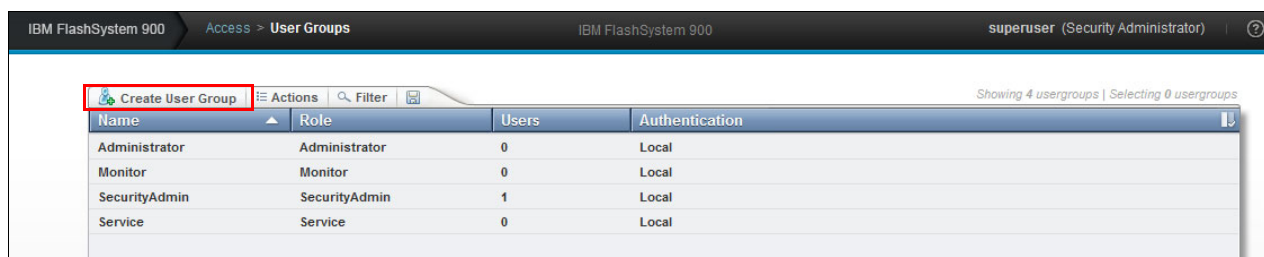 IBM FlashSystem 900 Access > User Groups IBM FlashSystem 900 superuser (Security Administrator) | ?
Create User Group Actions Filter Showing 4 usergroups | Selecting 0 usergroups
Name Role Users Authentication
Administrator Administrator 0 Local
Monitor Monitor 0 Local
SecurityAdmin SecurityAdmin 1 Local
Service Service 0 Local